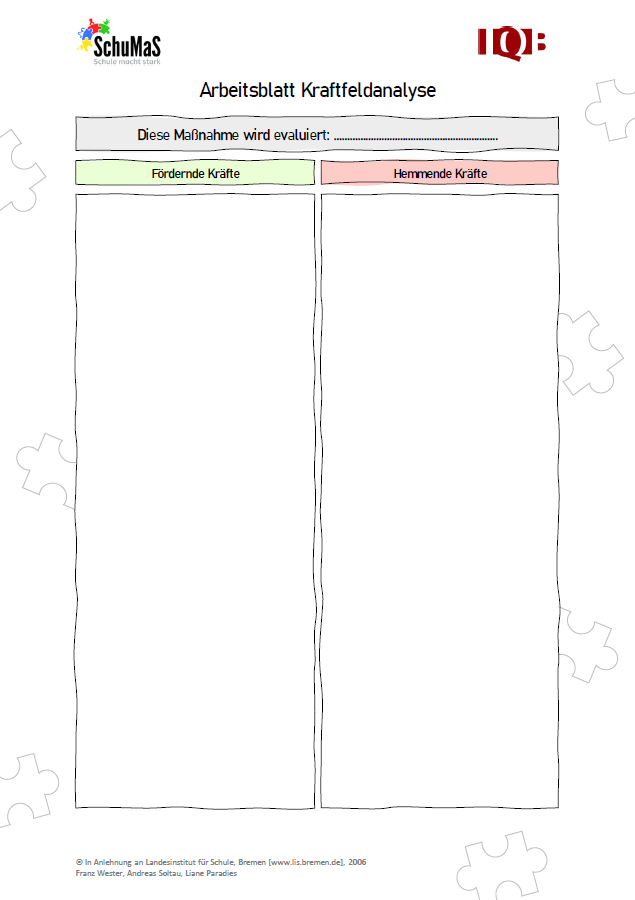 SchuMaS
Schule macht stark
IQB
Arbeitsblatt Kraftfeldanalyse
Diese Maßnahme wird evaluiert: ..............................................................
Fördernde Kräfte
Hemmende Kräfte
® In Anlehnung an Landesinstitut für Schule, Bremen [www.lis.bremen.de], 2006
Franz Wester, Andreas Soltau, Liane Paradies